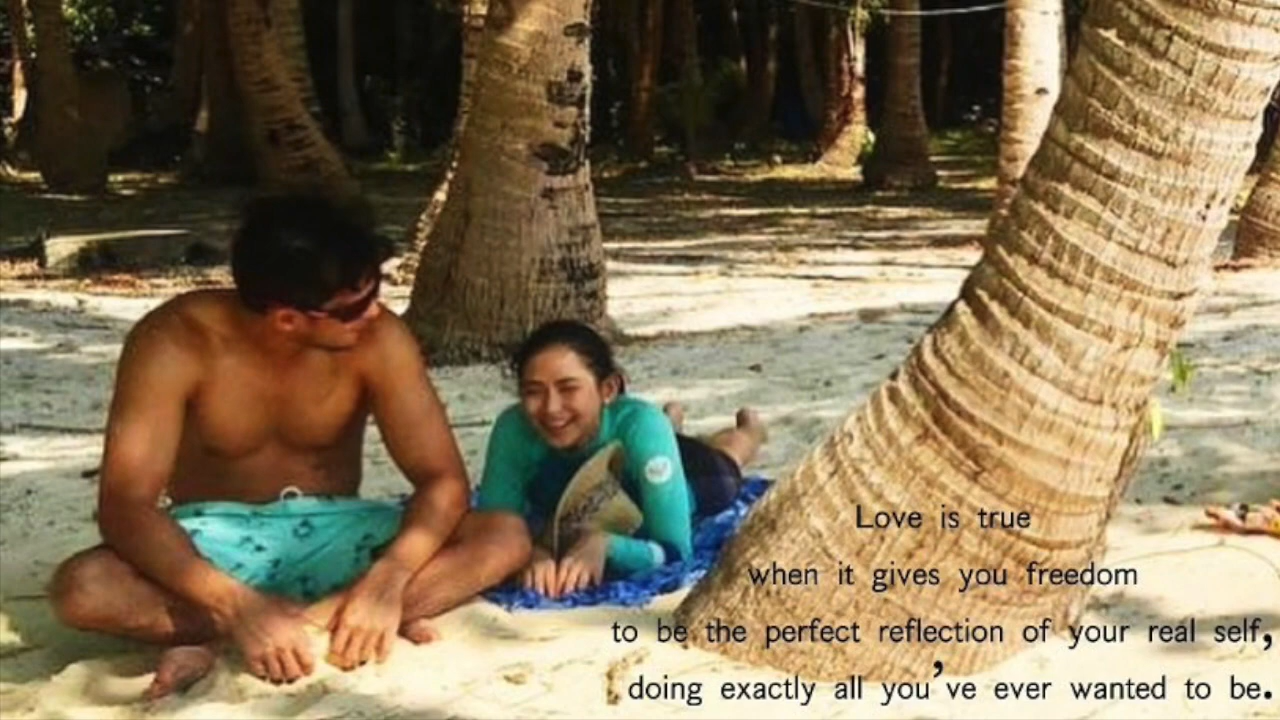 Love is true
when it gives you freedom
to be the perfect reflection of your real self,
doing exactly all you've ever wanted to be.